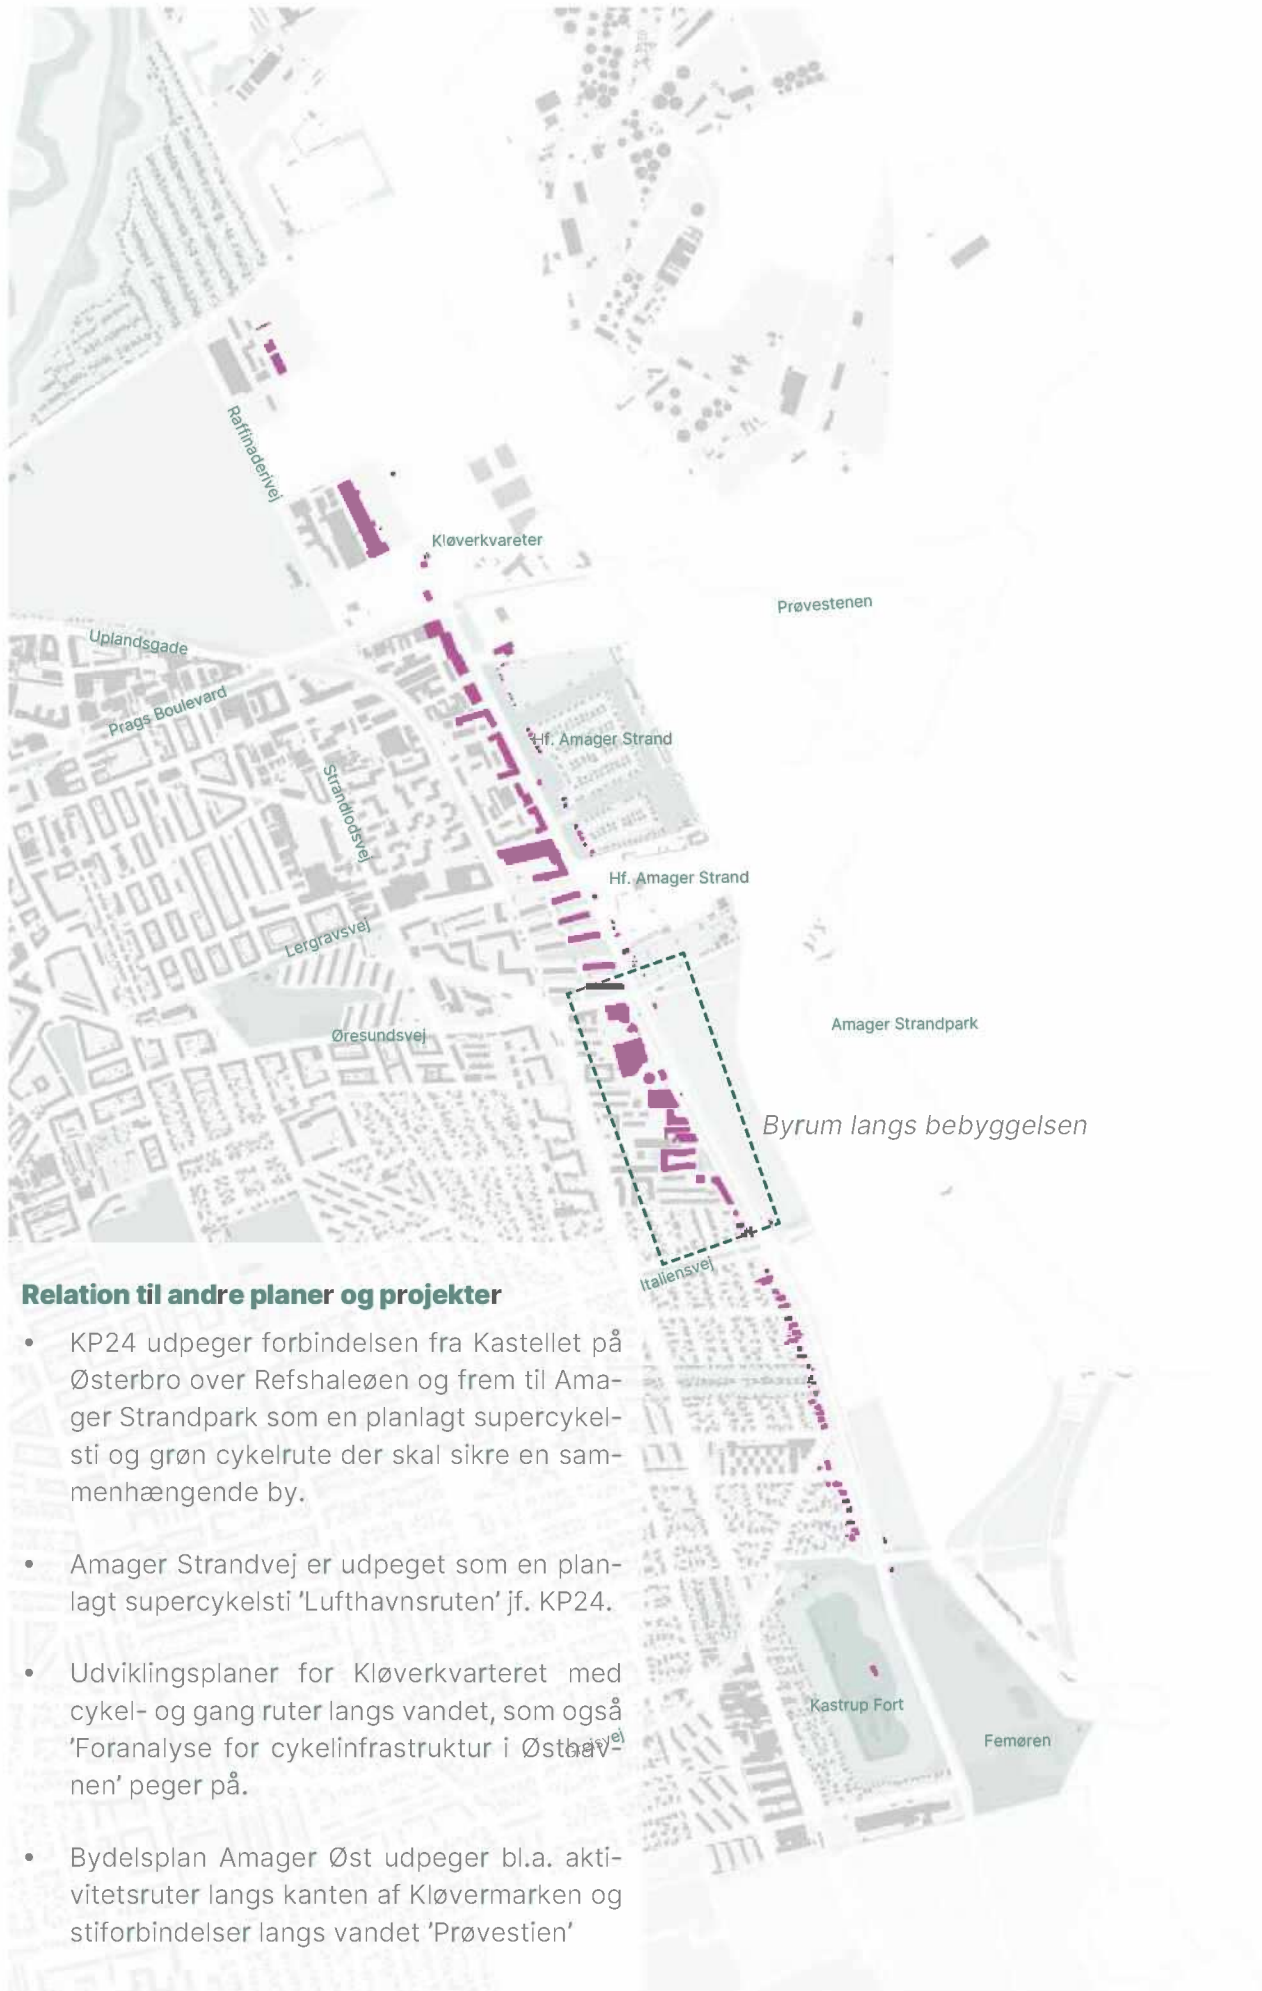 Raffinaderivej
Kløverkvareter
Prøvestenen
Uplandsgade
Prags Boulevard
Hf. Amager Strand
Strandlodsvej
Hf. Amager Strand
Lergravsvej
Amager Strandpark
Øresundsvej
Byrum langs bebyggelsen
Italiensvej
Relation til andre planer og projekter
• KP24 udpeger forbindelsen fra Kastellet på
Østerbro over Refshaleøen og frem til Ama-
ger Strandpark som en planlagt supercykel-
sti og grøn cykelrute der skal sikre en sam-
menhængende by.
• Amager Strandvej er udpeget som en plan-
lagt supercykelsti 'Lufthavnsruten' jf. KP24.
• Udviklingsplaner for Kløverkvarteret med
cykel- og gang ruter langs vandet, som også
'Foranalyse for cykelinfrastruktur i Østhav-
nen' peger på.
• Bydelsplan Amager Øst udpeger bl.a. akti-
vitetsruter langs kanten af Kløvermarken og
stiforbindelser langs vandet 'Prøvestien'
Kastrup Fort
Femøren